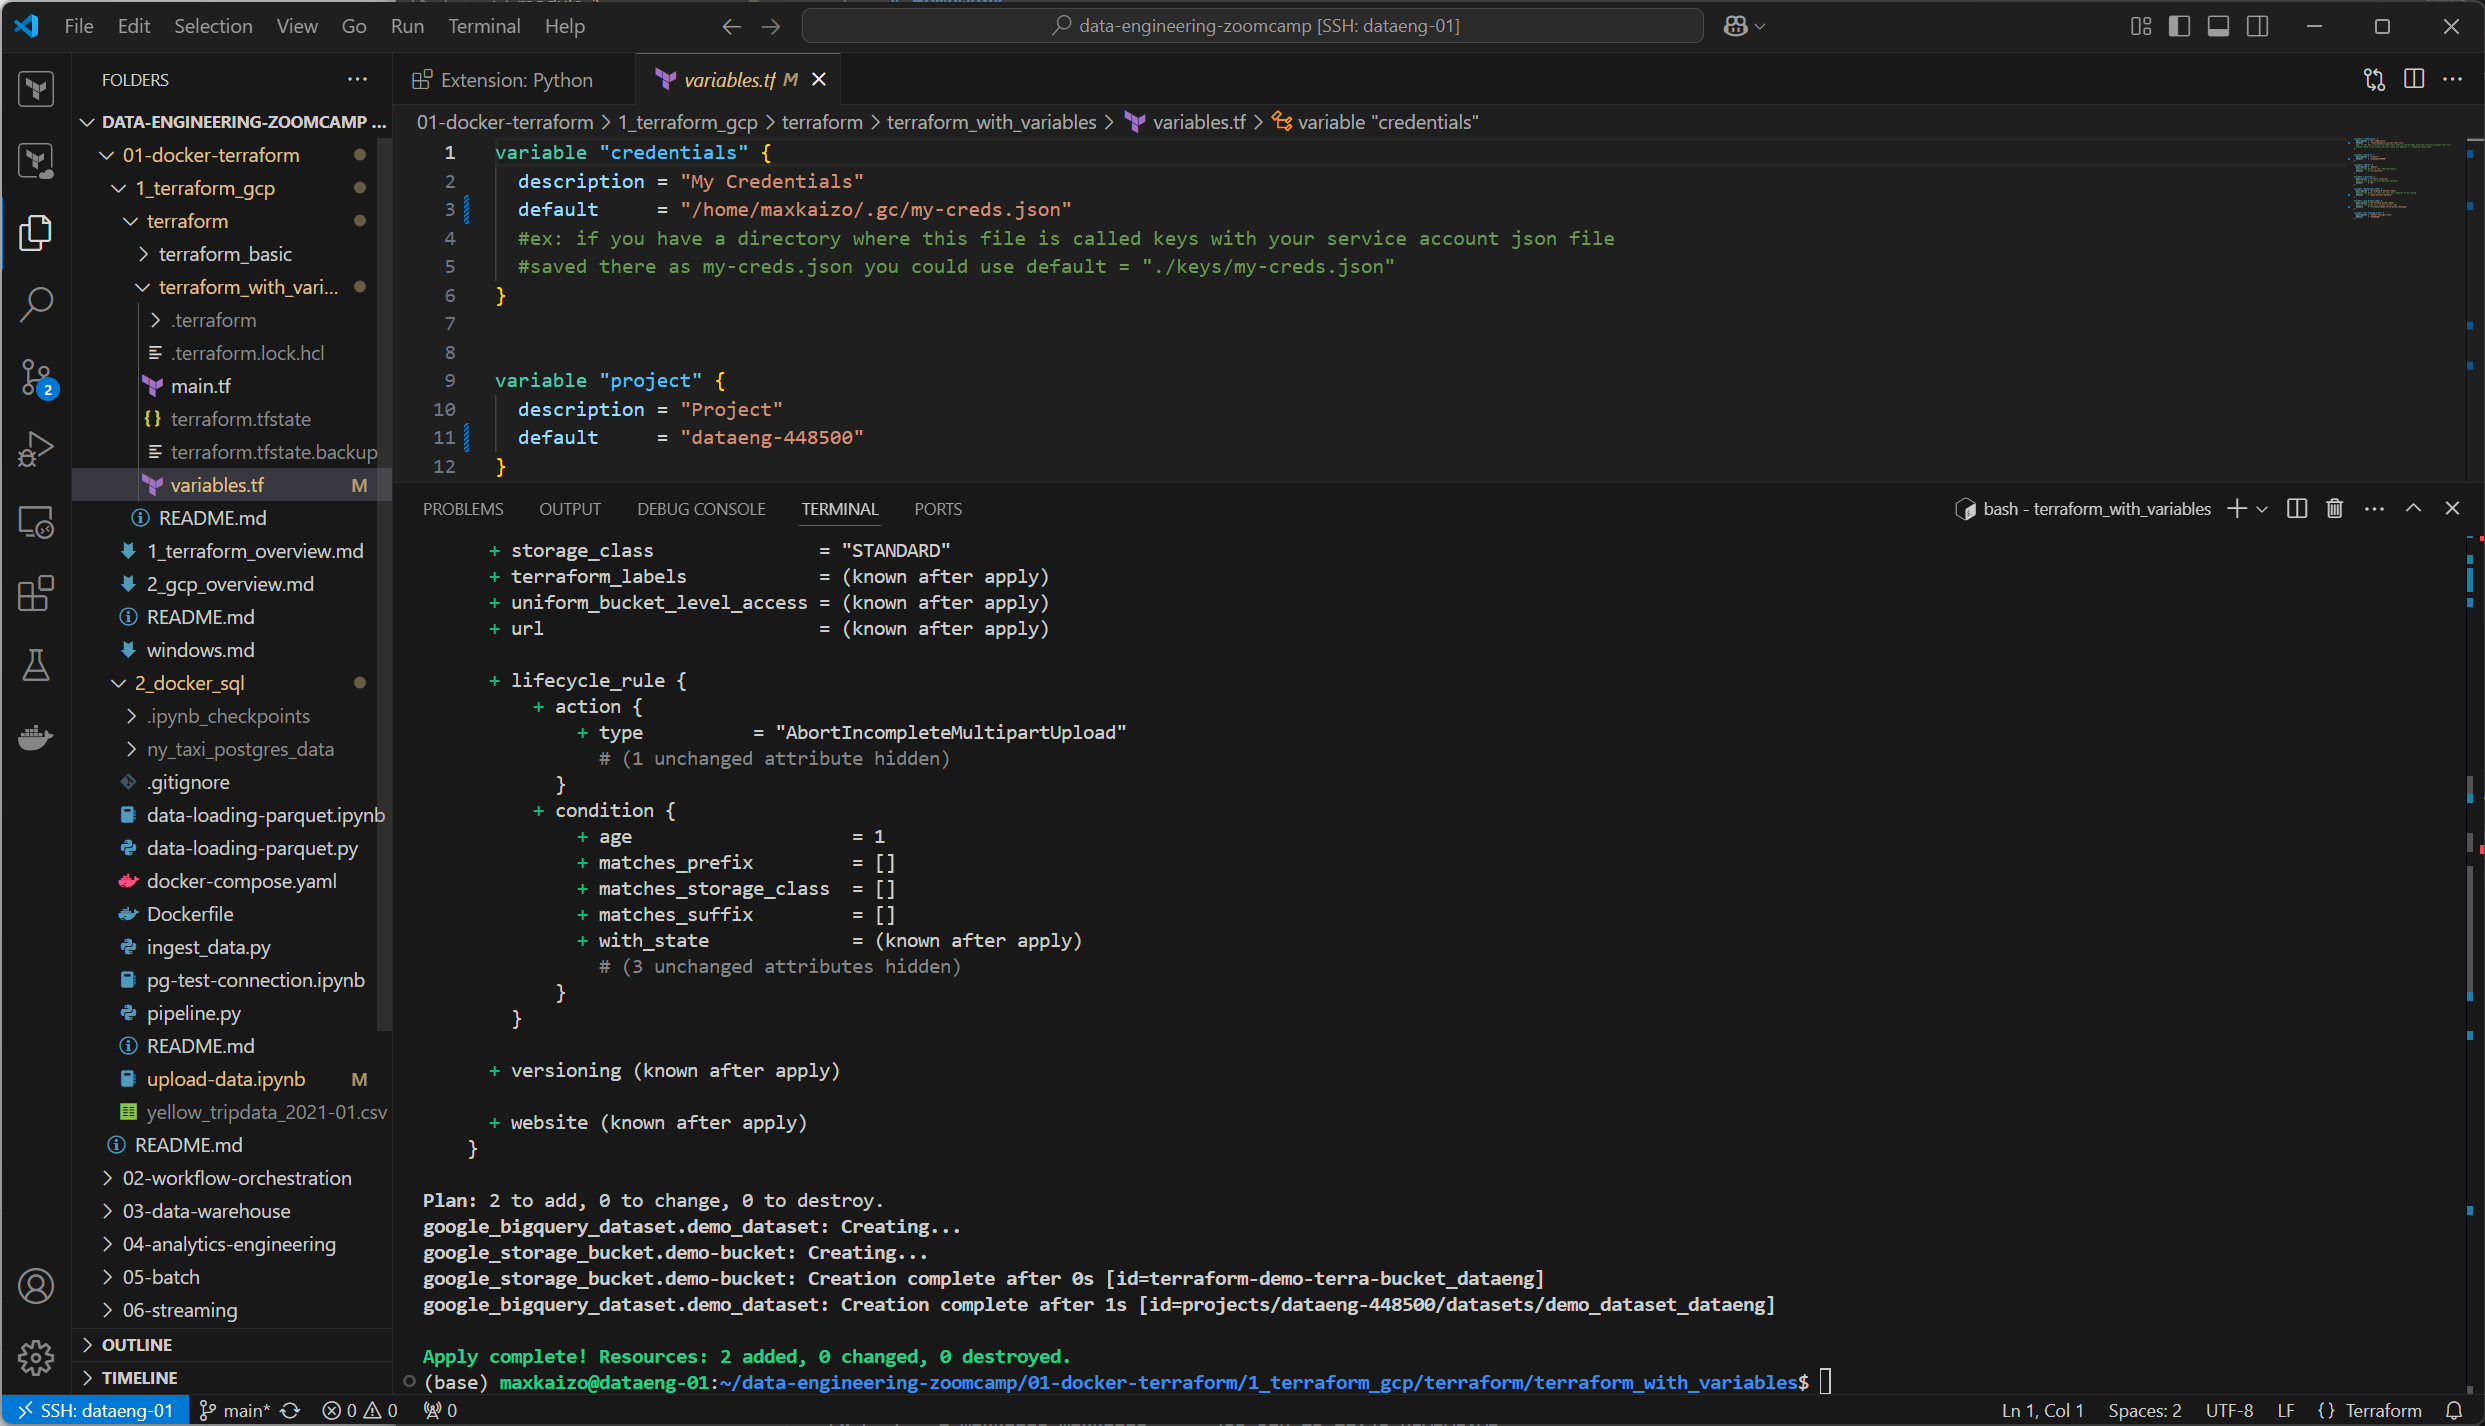 File Edit Selection View Go Run Terminal Help
data-engineering-zoomcamp [SSH: dataeng-01]
FOLDERS
DATA-ENGINEERING-ZOOMCAMP ...
01-docker-terraform
1_terraform_gcp
terraform
terraform_basic
terraform_with_vari...
.terraform
.terraform.lock.hcl
main.tf
terraform.tfstate
terraform.tfstate.backup
variables.tf M
README.md
1_terraform_overview.md
2_gcp_overview.md
README.md
windows.md
2_docker_sql
.ipynb_checkpoints
ny_taxi_postgres_data
.gitignore
data-loading-parquet.ipynb
data-loading-parquet.py
docker-compose.yaml
Dockerfile
ingest_data.py
pg-test-connection.ipynb
pipeline.py
README.md
upload-data.ipynb M
yellow_tripdata_2021-01.csv
README.md
02-workflow-orchestration
03-data-warehouse
04-analytics-engineering
05-batch
06-streaming
OUTLINE
TIMELINE
2
Extension: Python
variables.tf M
01-docker-terraform > 1_terraform_gcp > terraform > terraform_with_variables > variables.tf > variable "credentials"
1 variable "credentials" {
2 description = "My Credentials"
3 default = "/home/maxkaizo/.gc/my-creds.json"
4 #ex: if you have a directory where this file is called keys with your service account json file
5 #saved there as my-creds.json you could use default = "./keys/my-creds.json"
6 }
7
8
9 variable "project" {
10 description = "Project"
11 default = "dataeng-448500"
12 }
PROBLEMS OUTPUT DEBUG CONSOLE TERMINAL PORTS
bash - terraform_with_variables
+ storage_class = "STANDARD"
+ terraform_labels = (known after apply)
+ uniform_bucket_level_access = (known after apply)
+ url = (known after apply)
+ lifecycle_rule {
+ action {
+ type = "AbortIncompleteMultipartUpload"
# (1 unchanged attribute hidden)
}
+ condition {
+ age = 1
+ matches_prefix = []
+ matches_storage_class = []
+ matches_suffix = []
+ with_state = (known after apply)
# (3 unchanged attributes hidden)
}
}
+ versioning (known after apply)
+ website (known after apply)
}
Plan: 2 to add, 0 to change, 0 to destroy.
google_bigquery_dataset.demo_dataset: Creating...
google_storage_bucket.demo-bucket: Creating...
google_storage_bucket.demo-bucket: Creation complete after 0s [id=terraform-demo-terra-bucket_dataeng]
google_bigquery_dataset.demo_dataset: Creation complete after 1s [id=projects/dataeng-448500/datasets/demo_dataset_dataeng]
Apply complete! Resources: 2 added, 0 changed, 0 destroyed.
(base) maxkaizo@dataeng-01:~/data-engineering-zoomcamp/01-docker-terraform/1_terraform_gcp/terraform/terraform_with_variables$
SSH: dataeng-01 main* 0 0 0
Ln 1, Col 1 Spaces: 2 UTF-8 LF {} Terraform